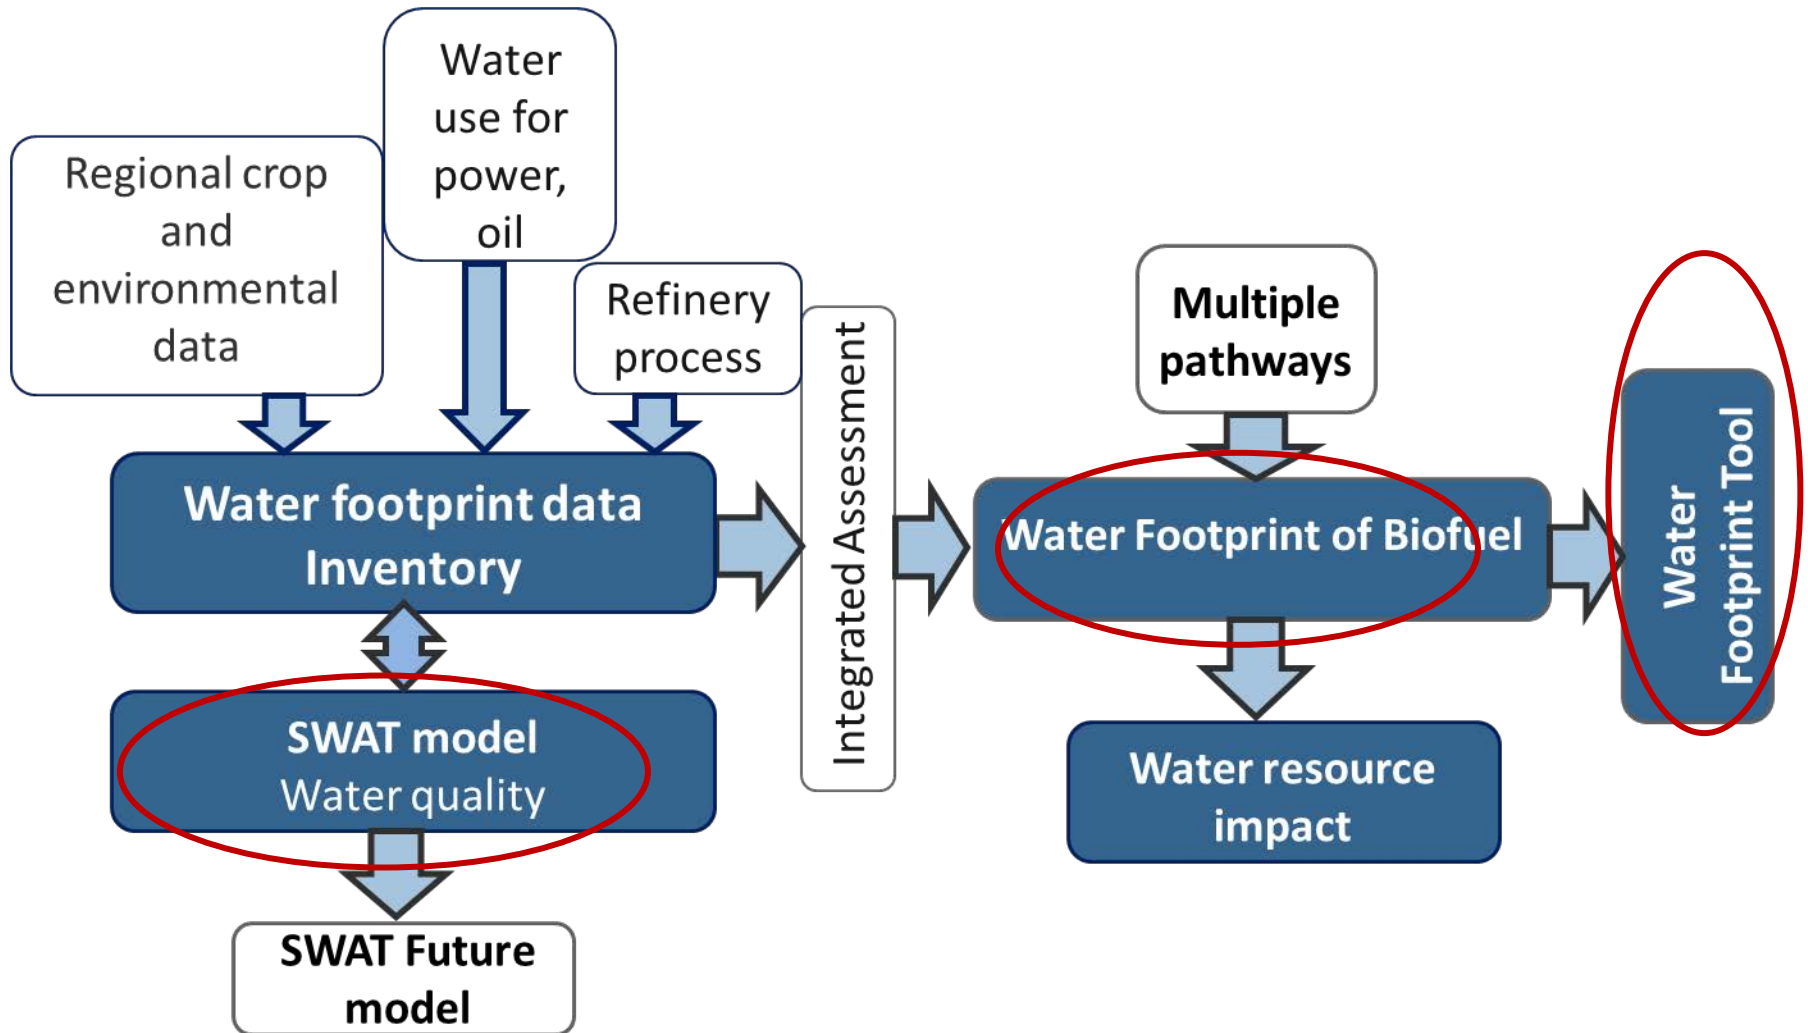 Water
use for
power,
oil
Regional crop
and
environmental
data
Refinery
process
Integrated Assessment
Multiple
pathways
Water
Footprint Tool
Water footprint data
Inventory
Water Footprint of Biofuel
SWAT model
Water quality
Water resource
impact
SWAT Future
model